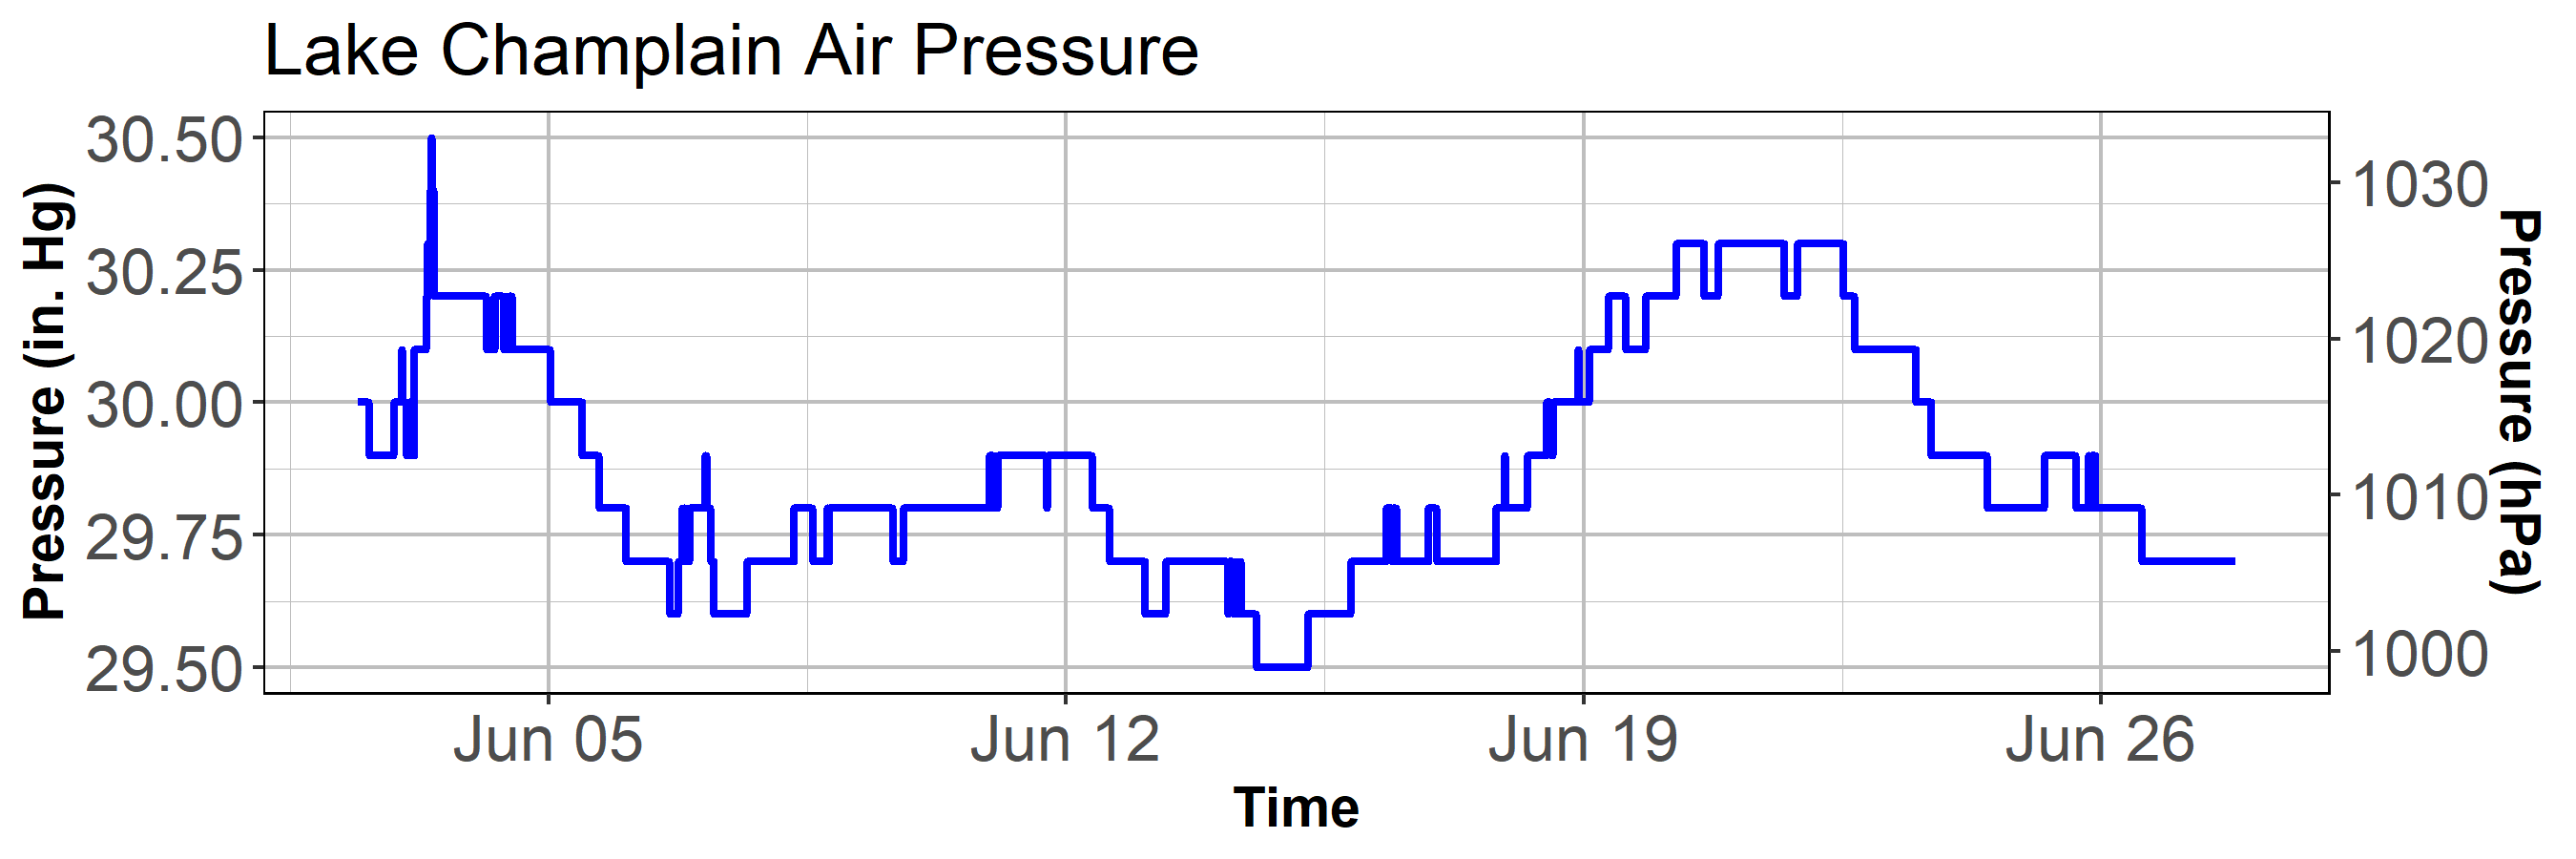 Lake Champlain Air Pressure
Pressure (in. Hg)
30.50
30.25
30.00
29.75
29.50
1030
1020
1010
1000
Pressure (hPa)
Jun 05 Jun 12 Jun 19 Jun 26
Time